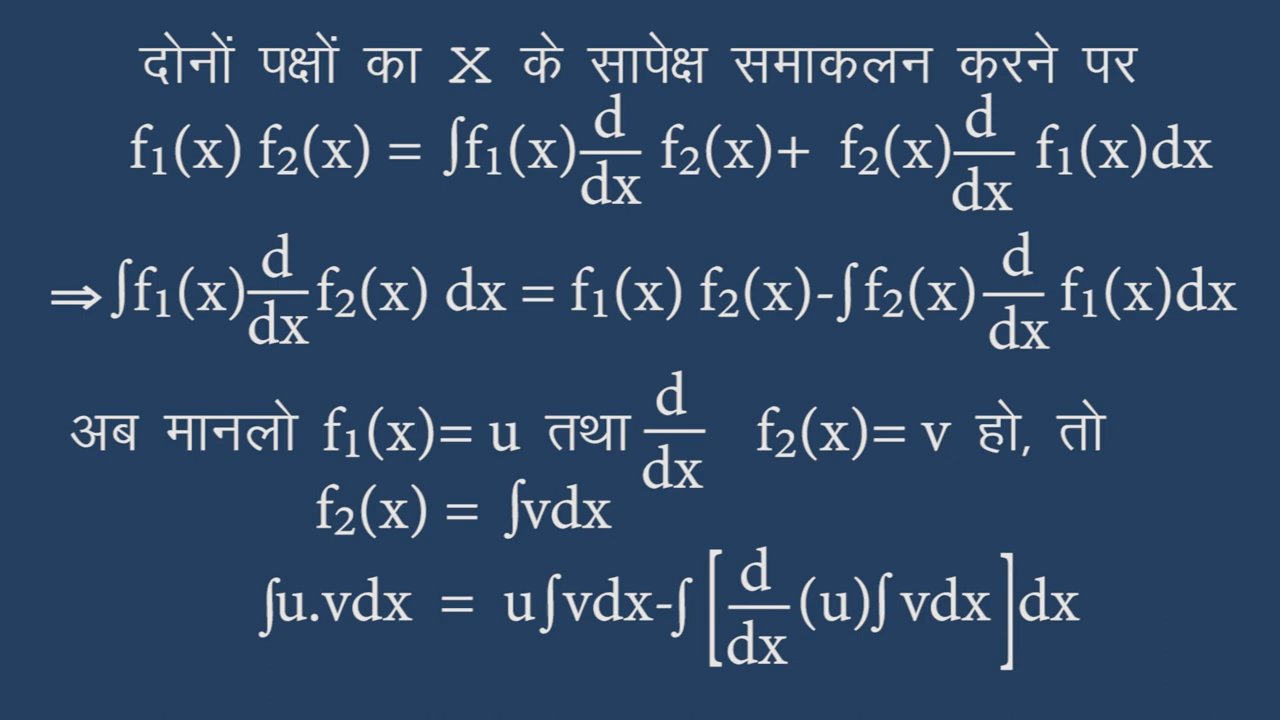 दोनों पक्षों का X के सापेक्ष समाकलन करने पर
f₁(x) f₂(x) = ∫f₁(x) d/dx f₂(x)+ f₂(x) d/dx f₁(x)dx
⇒∫f₁(x) d/dx f₂(x) dx = f₁(x) f₂(x)-∫f₂(x) d/dx f₁(x)dx
अब मानलो f₁(x)= u तथा d/dx f₂(x)= v हो, तो
f₂(x) = ∫vdx
∫u.vdx = u∫vdx-∫[d/dx (u)∫ vdx]dx